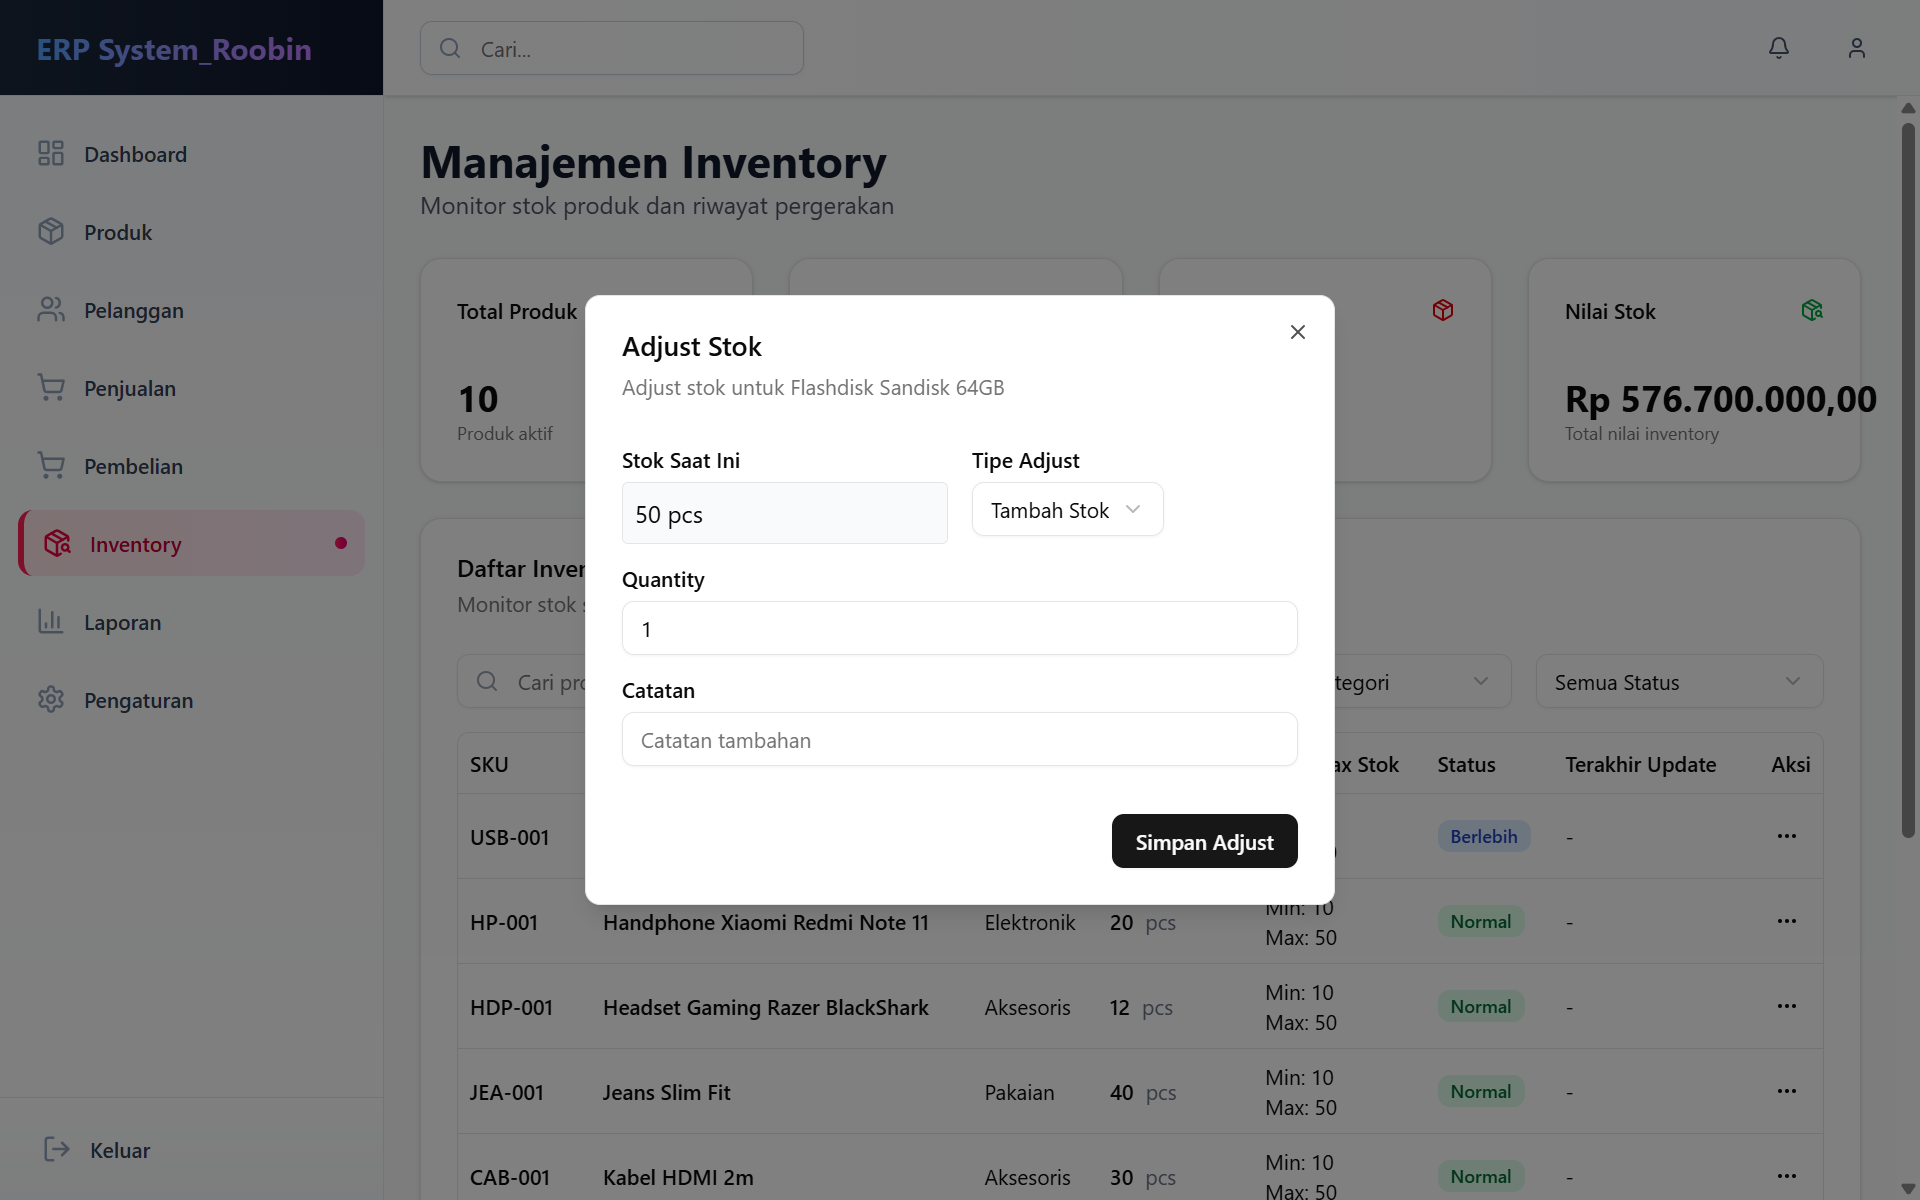 ERP System_Roobin
Cari...
Dashboard
Produk
Pelanggan
Penjualan
Pembelian
Inventory
Laporan
Pengaturan
Keluar
Manajemen Inventory
Monitor stok produk dan riwayat pergerakan
Total Produk
10
Produk aktif
Nilai Stok
Rp 576.700.000,00
Total nilai inventory
Adjust Stok
Adjust stok untuk Flashdisk Sandisk 64GB
Stok Saat Ini
50 pcs
Tipe Adjust
Tambah Stok
Quantity
1
Catatan
Catatan tambahan
Simpan Adjust
Daftar Inver
Monitor stok
Cari pro
tegori
Semua Status
SKU ax Stok Status Terakhir Update Aksi
USB-001 Berlebih -
HP-001 Handphone Xiaomi Redmi Note 11 Elektronik 20 pcs Min: 10
Max: 50 Normal -
HDP-001 Headset Gaming Razer BlackShark Aksesoris 12 pcs Min: 10
Max: 50 Normal -
JEA-001 Jeans Slim Fit Pakaian 40 pcs Min: 10
Max: 50 Normal -
CAB-001 Kabel HDMI 2m Aksesoris 30 pcs Min: 10
Max: 50 Normal -